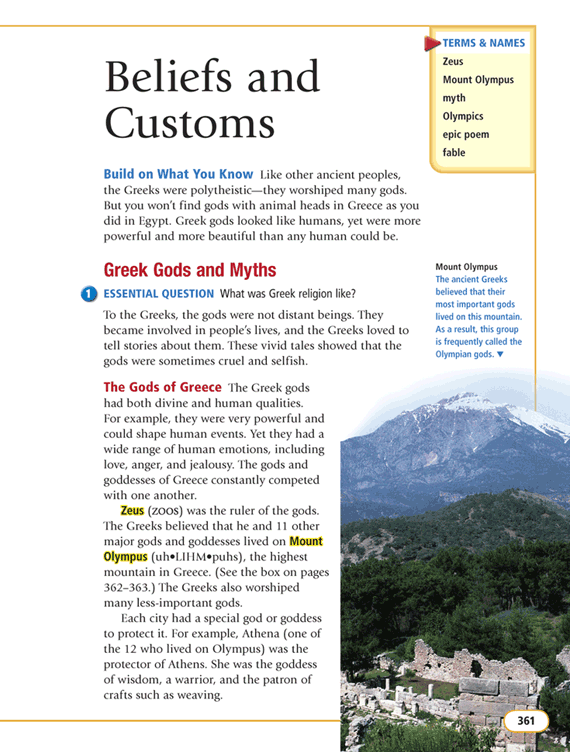 Beliefs and
Customs
TERMS & NAMES
Zeus
Mount Olympus
myth
Olympics
epic poem
fable
Build on What You Know Like other ancient peoples,
the Greeks were polytheistic—they worshiped many gods.
But you won't find gods with animal heads in Greece as you
did in Egypt. Greek gods looked like humans, yet were more
powerful and more beautiful than any human could be.
Greek Gods and Myths
1 ESSENTIAL QUESTION What was Greek religion like?
To the Greeks, the gods were not distant beings. They
became involved in people's lives, and the Greeks loved to
tell stories about them. These vivid tales showed that the
gods were sometimes cruel and selfish.
The Gods of Greece The Greek gods
had both divine and human qualities.
For example, they were very powerful and
could shape human events. Yet they had a
wide range of human emotions, including
love, anger, and jealousy. The gods and
goddesses of Greece constantly competed
with one another.
Zeus (ZOOS) was the ruler of the gods.
The Greeks believed that he and 11 other
major gods and goddesses lived on Mount
Olympus (uh•LIHM•puhs), the highest
mountain in Greece. (See the box on pages
362–363.) The Greeks also worshiped
many less-important gods.
Each city had a special god or goddess
to protect it. For example, Athena (one of
the 12 who lived on Olympus) was the
protector of Athens. She was the goddess
of wisdom, a warrior, and the patron of
crafts such as weaving.
Mount Olympus
The ancient Greeks
believed that their
most important gods
lived on this mountain.
As a result, this group
is frequently called the
Olympian gods. ▼
361